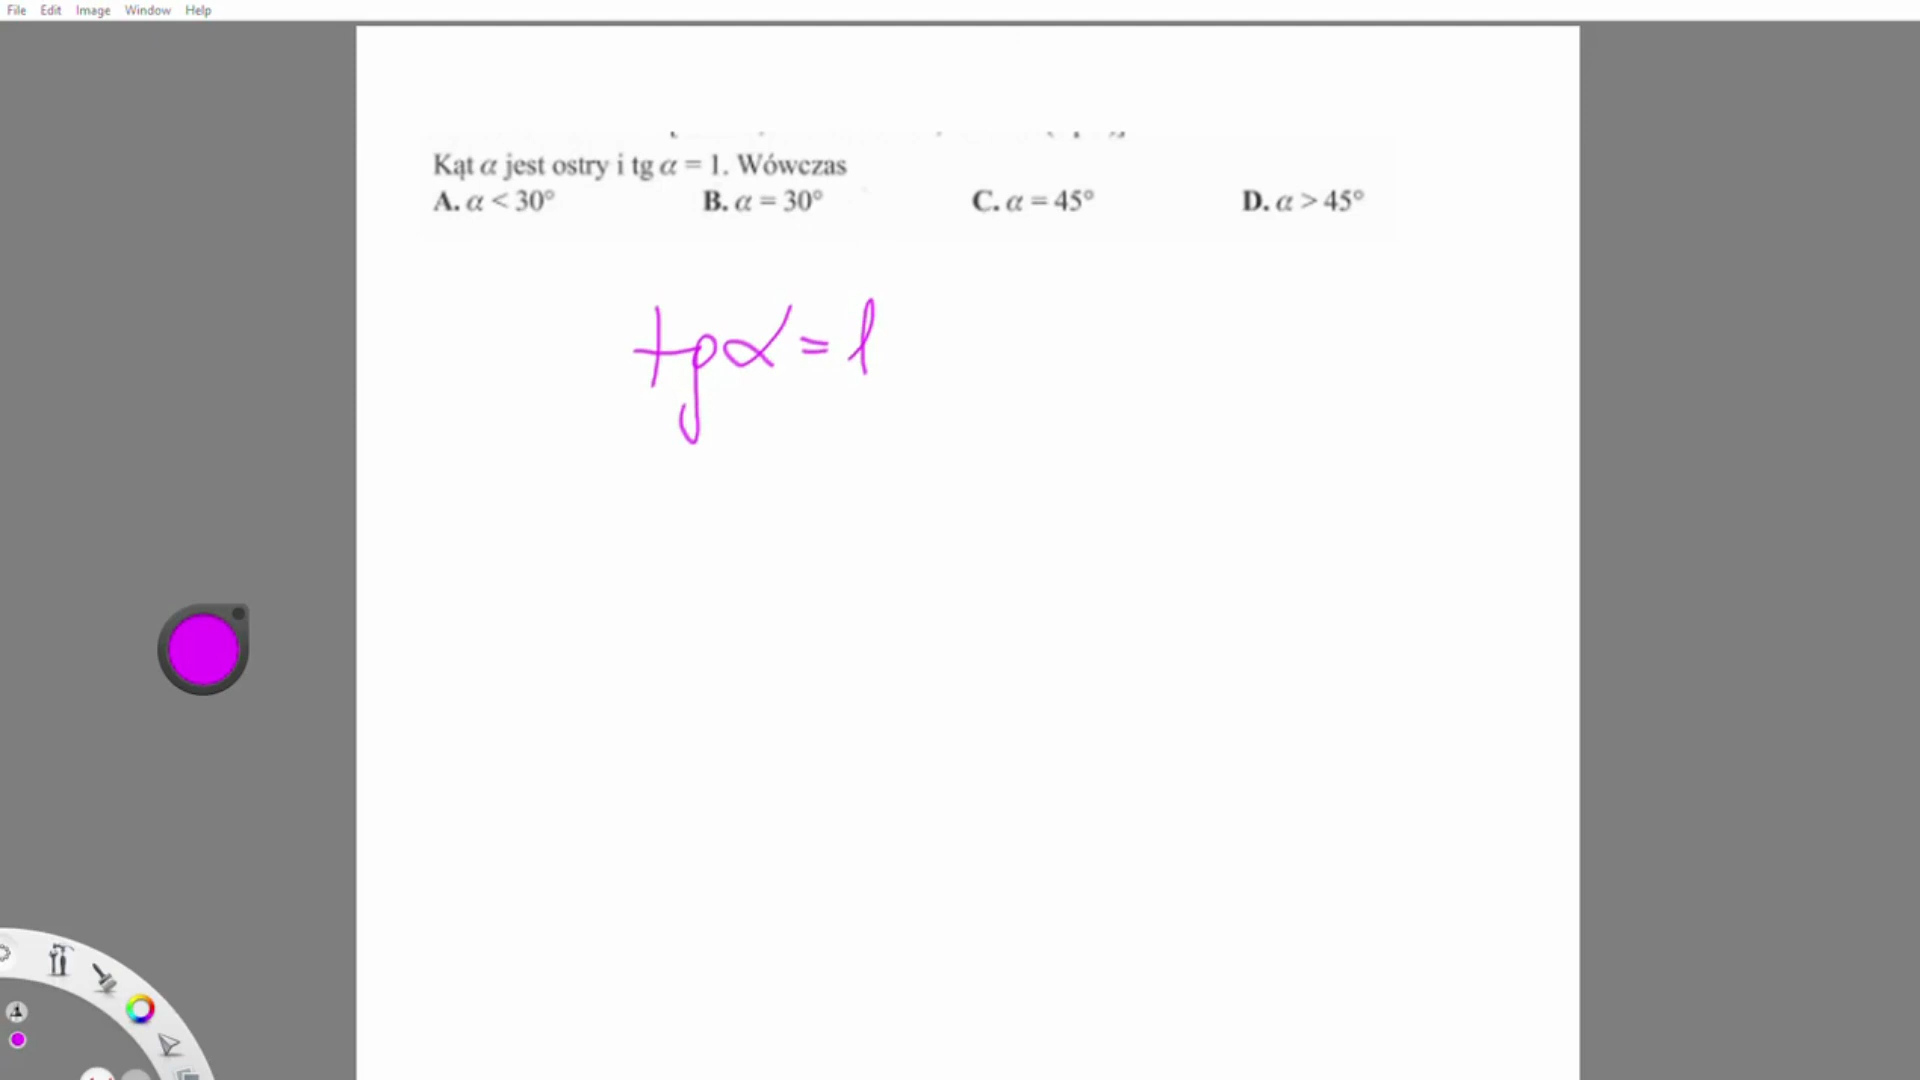 File Edit Image Window Help
Kąt α jest ostry i tg α = 1. Wówczas
A. α < 30° B. α = 30° C. α = 45° D. α > 45°
tgα = 1